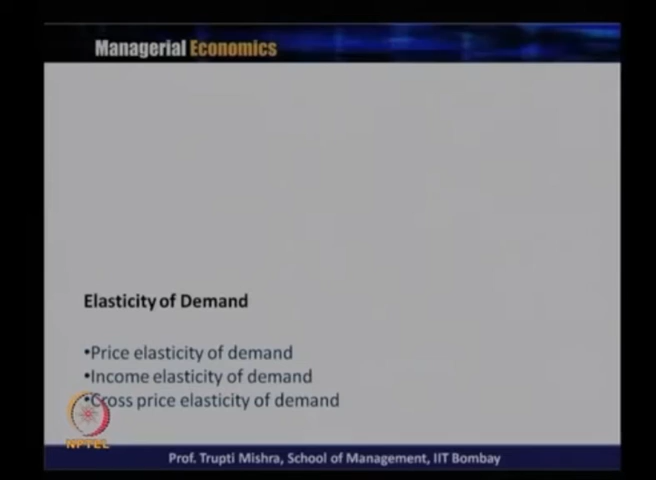 Managerial Economics
Elasticity of Demand
•Price elasticity of demand
•Income elasticity of demand
•Cross price elasticity of demand
NPTEL
Prof. Trupti Mishra, School of Management, IIT Bombay